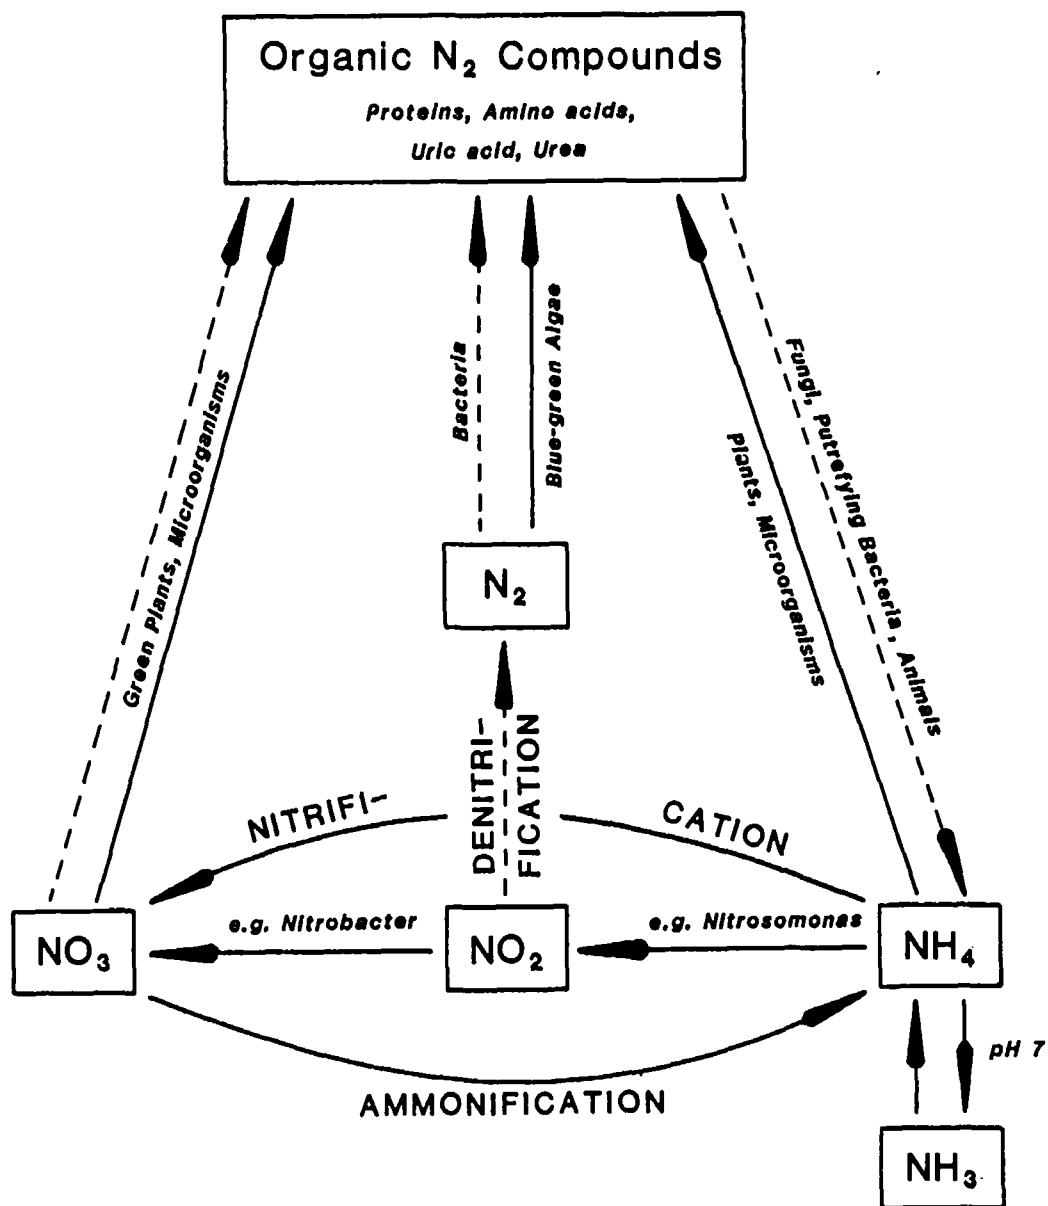 Organic N₂ Compounds
Proteins, Amino acids,
Uric acid, Urea
Green Plants, Microorganisms
Bacteria
Blue-green Algae
Plants, Microorganisms
Fungi, Putrefying Bacteria, Animals
N₂
DENITRI-
FICATION
NITRIFI-
CATION
NO₃
e.g. Nitrobacter
NO₂
e.g. Nitrosomonas
NH₄
pH 7
AMMONIFICATION
NH₃